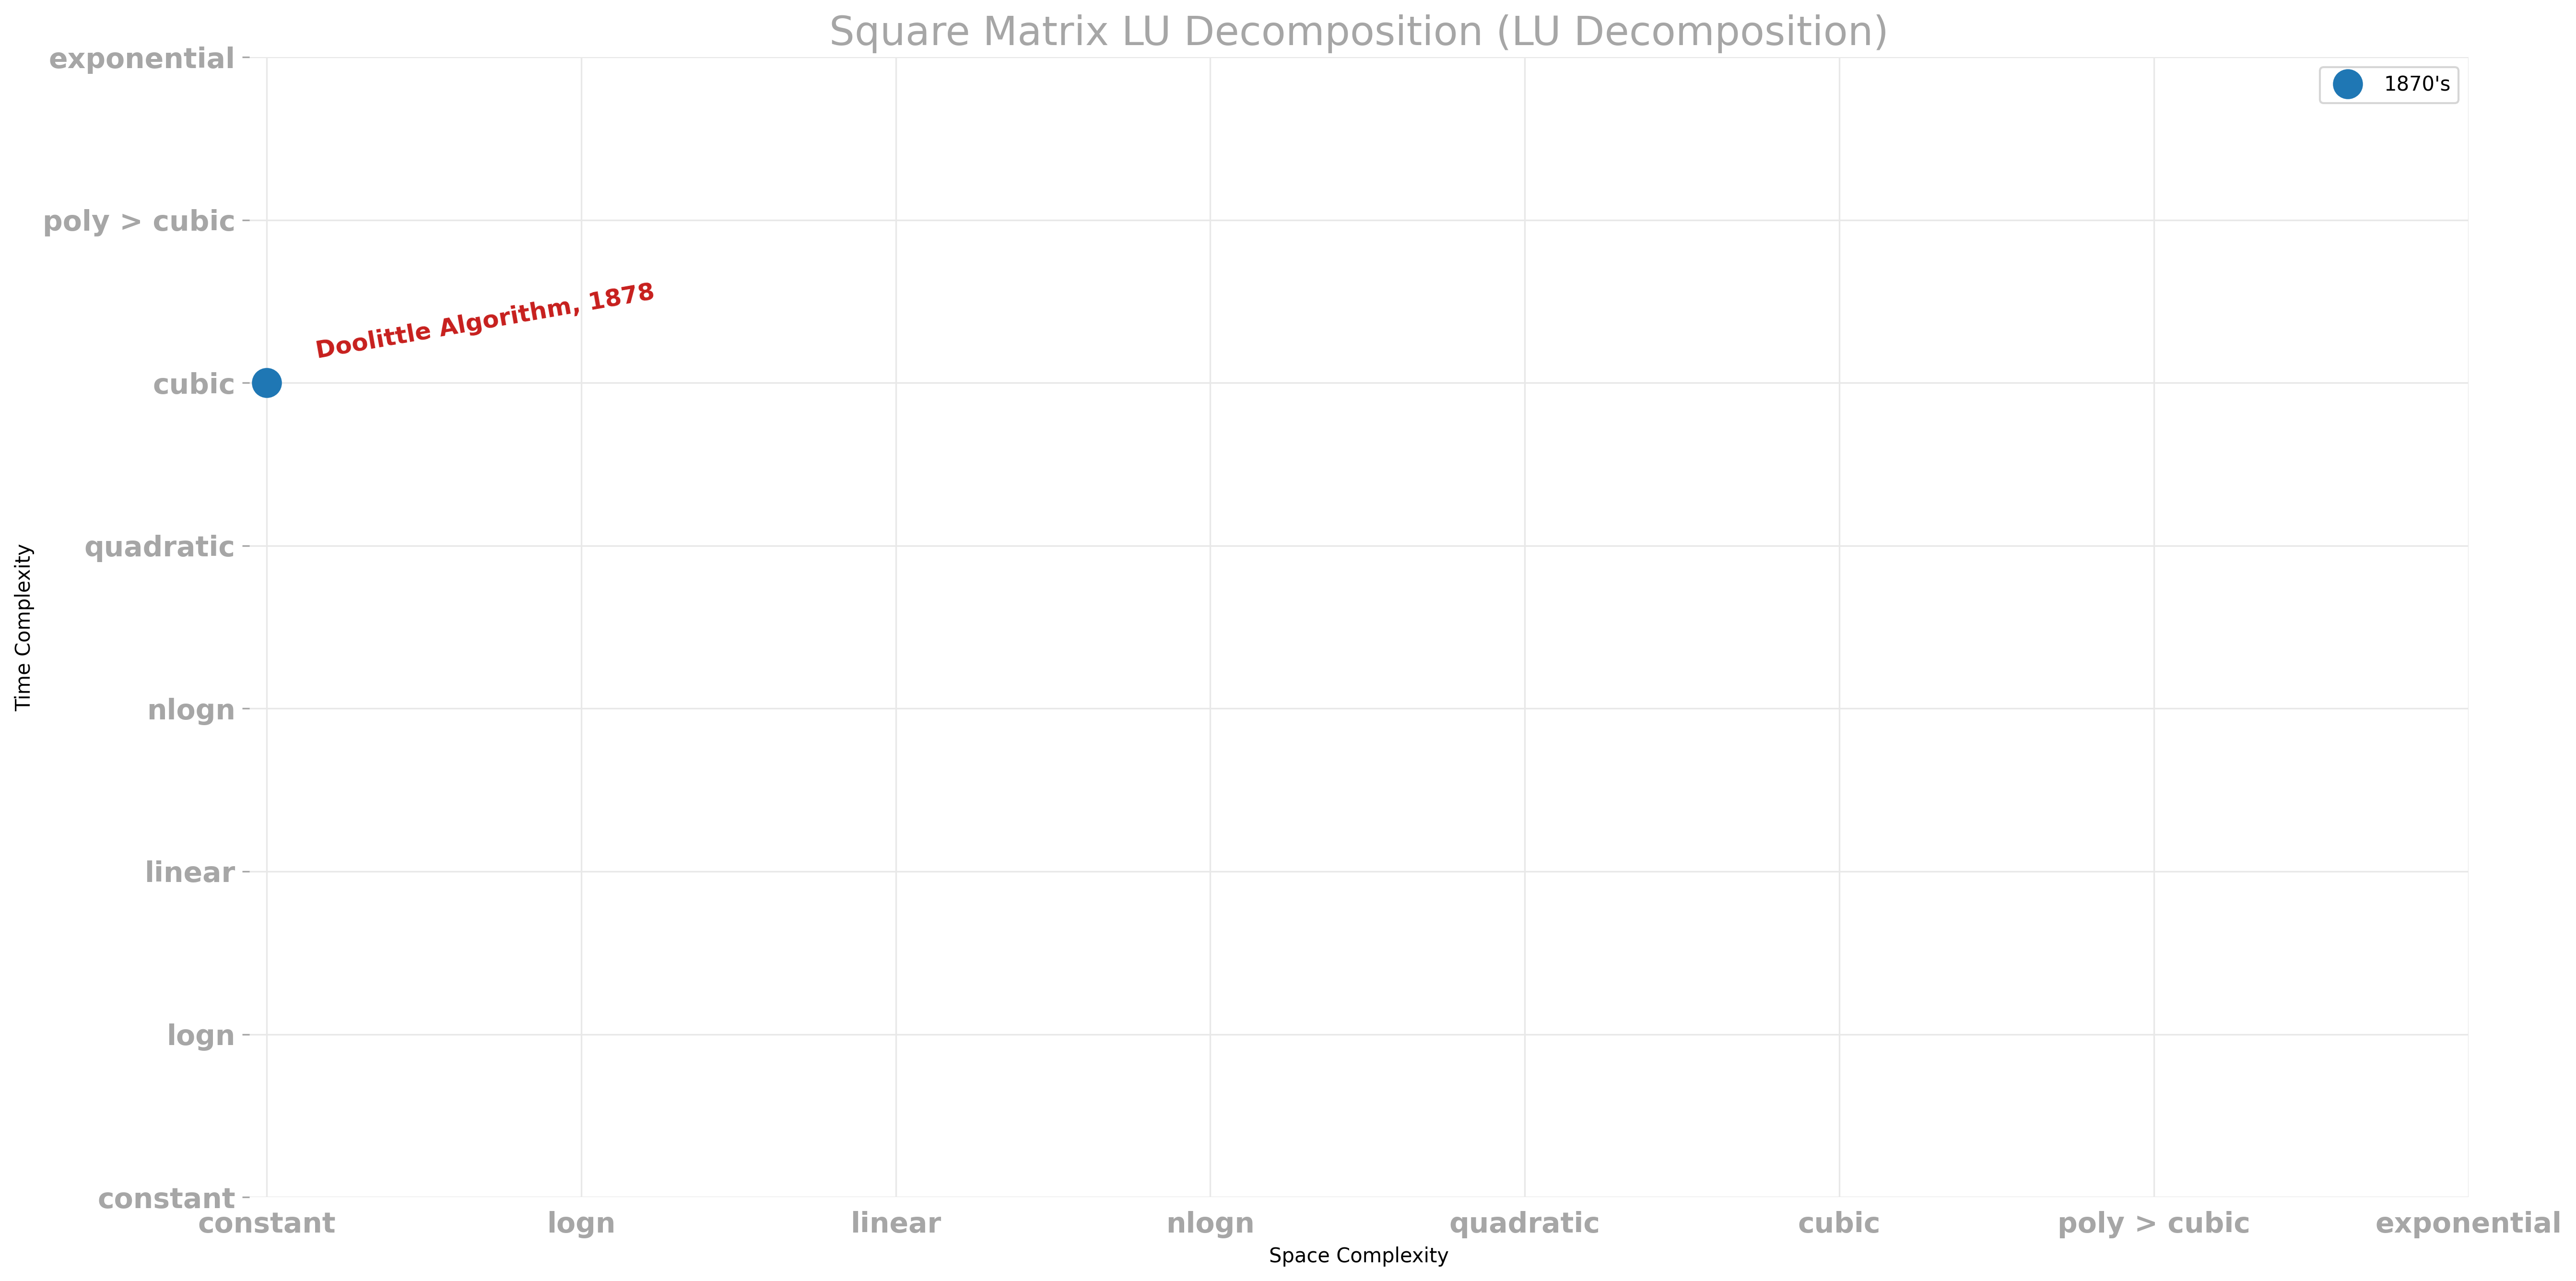 Square Matrix LU Decomposition (LU Decomposition)
1870's
exponential
poly > cubic
Doolittle Algorithm, 1878
cubic
quadratic
Time Complexity
nlogn
linear
logn
constant
constant logn linear nlogn quadratic cubic poly > cubic exponential
Space Complexity